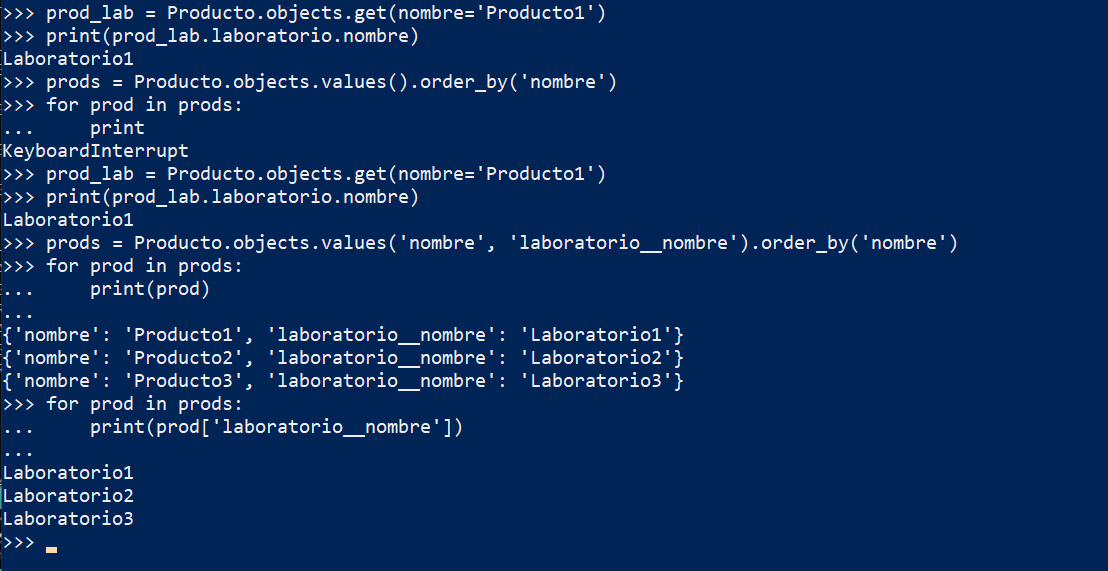 >>> prod_lab = Producto.objects.get(nombre='Producto1')
>>> print(prod_lab.laboratorio.nombre)
Laboratorio1
>>> prods = Producto.objects.values().order_by('nombre')
>>> for prod in prods:
...     print
KeyboardInterrupt
>>> prod_lab = Producto.objects.get(nombre='Producto1')
>>> print(prod_lab.laboratorio.nombre)
Laboratorio1
>>> prods = Producto.objects.values('nombre', 'laboratorio__nombre').order_by('nombre')
>>> for prod in prods:
...     print(prod)
...
{'nombre': 'Producto1', 'laboratorio__nombre': 'Laboratorio1'}
{'nombre': 'Producto2', 'laboratorio__nombre': 'Laboratorio2'}
{'nombre': 'Producto3', 'laboratorio__nombre': 'Laboratorio3'}
>>> for prod in prods:
...     print(prod['laboratorio__nombre'])
...
Laboratorio1
Laboratorio2
Laboratorio3
>>>